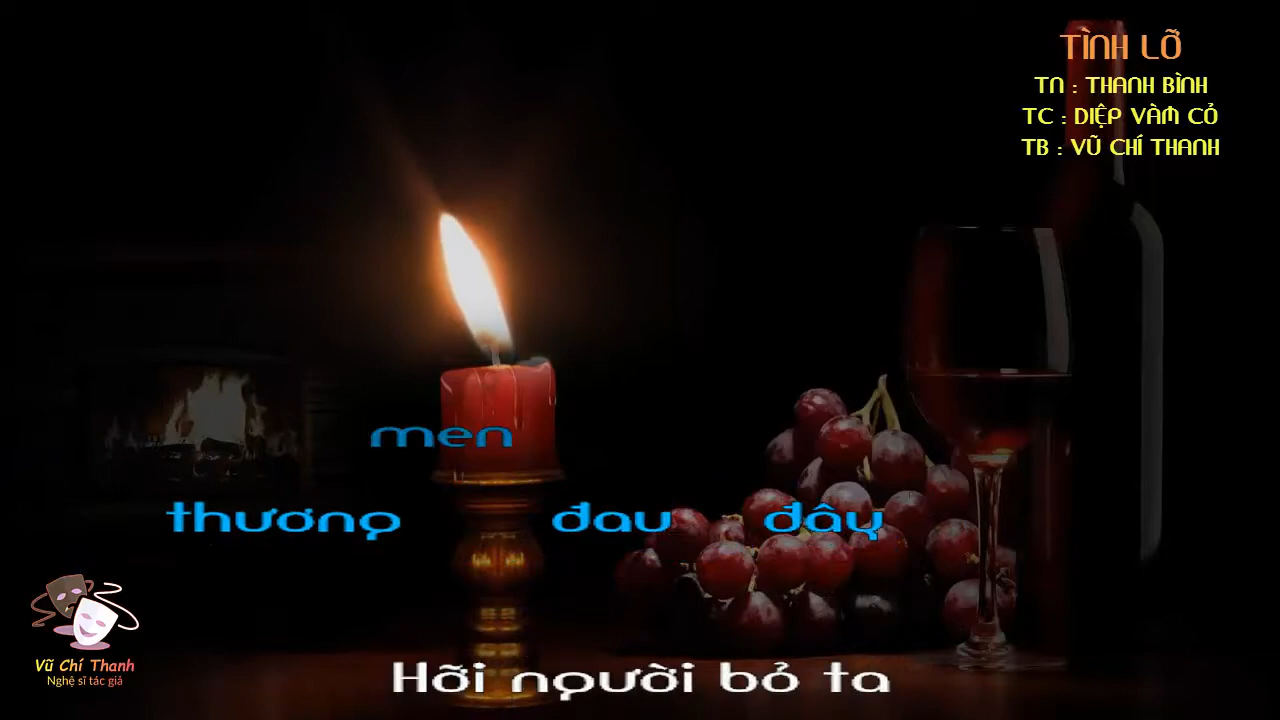 TÌNH LỠ
TN : THANH BÌNH
TC : DIỆP VÀM CỎ
TB : VŨ CHÍ THANH
men
thương đau đây
Vũ Chí Thanh
Nghệ sĩ tác giả
Hỡi người bỏ ta